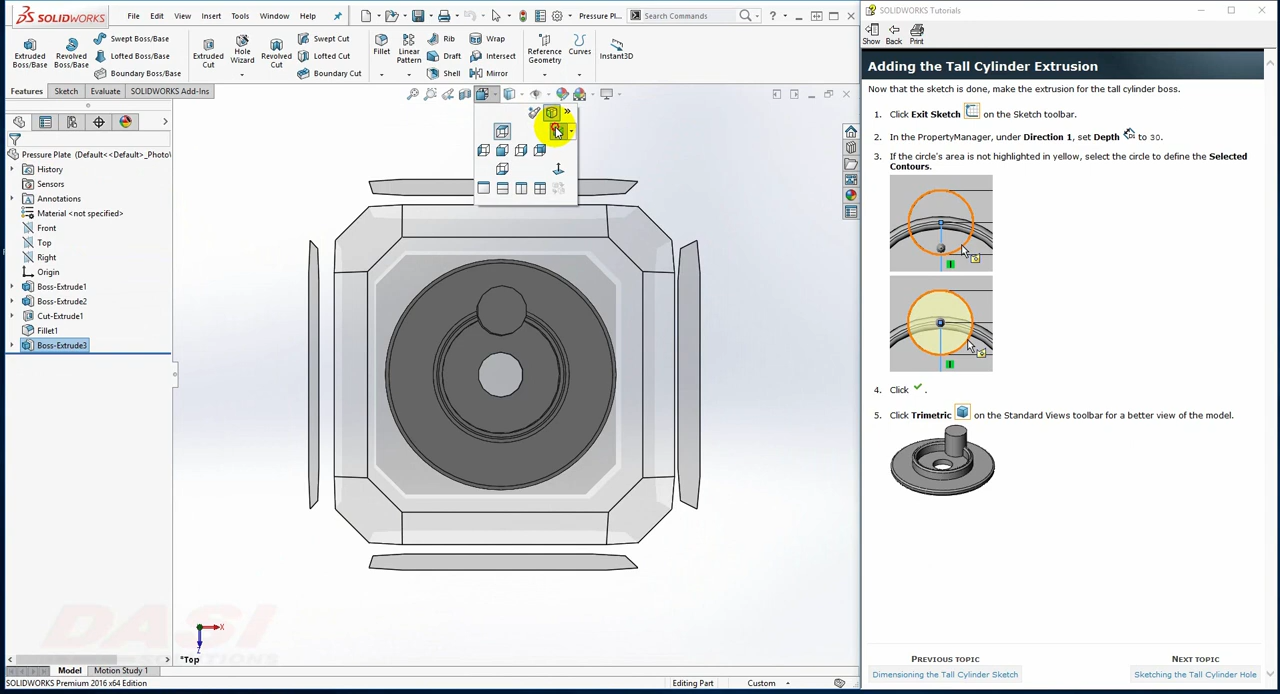 SOLIDWORKS
File Edit View Insert Tools Window Help
Pressure Pl...
Search Commands
Extruded Boss/Base
Revolved Boss/Base
Swept Boss/Base
Lofted Boss/Base
Boundary Boss/Base
Extruded Cut
Hole Wizard
Revolved Cut
Swept Cut
Lofted Cut
Boundary Cut
Fillet
Linear Pattern
Rib
Draft
Shell
Wrap
Intersect
Mirror
Reference Geometry
Curves
Instant3D
Features Sketch Evaluate SOLIDWORKS Add-Ins
Pressure Plate (Default<<Default>_Photo\
History
Sensors
Annotations
Material <not specified>
Front
Top
Right
Origin
Boss-Extrude1
Boss-Extrude2
Cut-Extrude1
Fillet1
Boss-Extrude3
DASI
SOLUTIONS
X
Z
*Top
Model Motion Study 1
SOLIDWORKS Premium 2016 x64 Edition
Editing Part
Custom
SOLIDWORKS Tutorials
Show Back Print
Adding the Tall Cylinder Extrusion
Now that the sketch is done, make the extrusion for the tall cylinder boss.
1. Click Exit Sketch on the Sketch toolbar.
2. In the PropertyManager, under Direction 1, set Depth to 30.
3. If the circle's area is not highlighted in yellow, select the circle to define the Selected
Contours.
4. Click .
5. Click Trimetric on the Standard Views toolbar for a better view of the model.
PREVIOUS TOPIC
Dimensioning the Tall Cylinder Sketch
NEXT TOPIC
Sketching the Tall Cylinder Hole